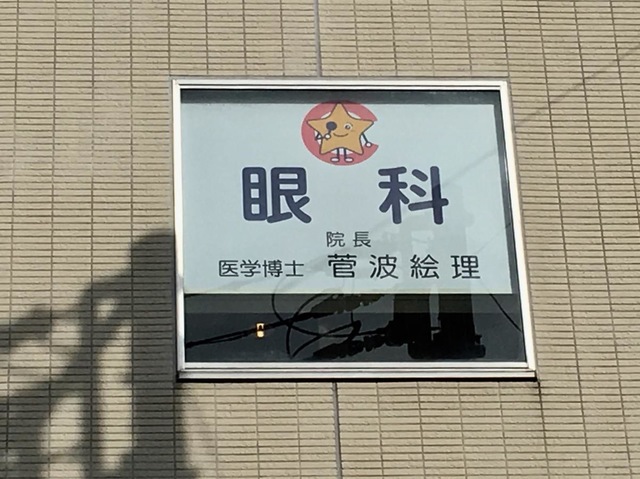 眼科
院長
医学博士 菅波絵理